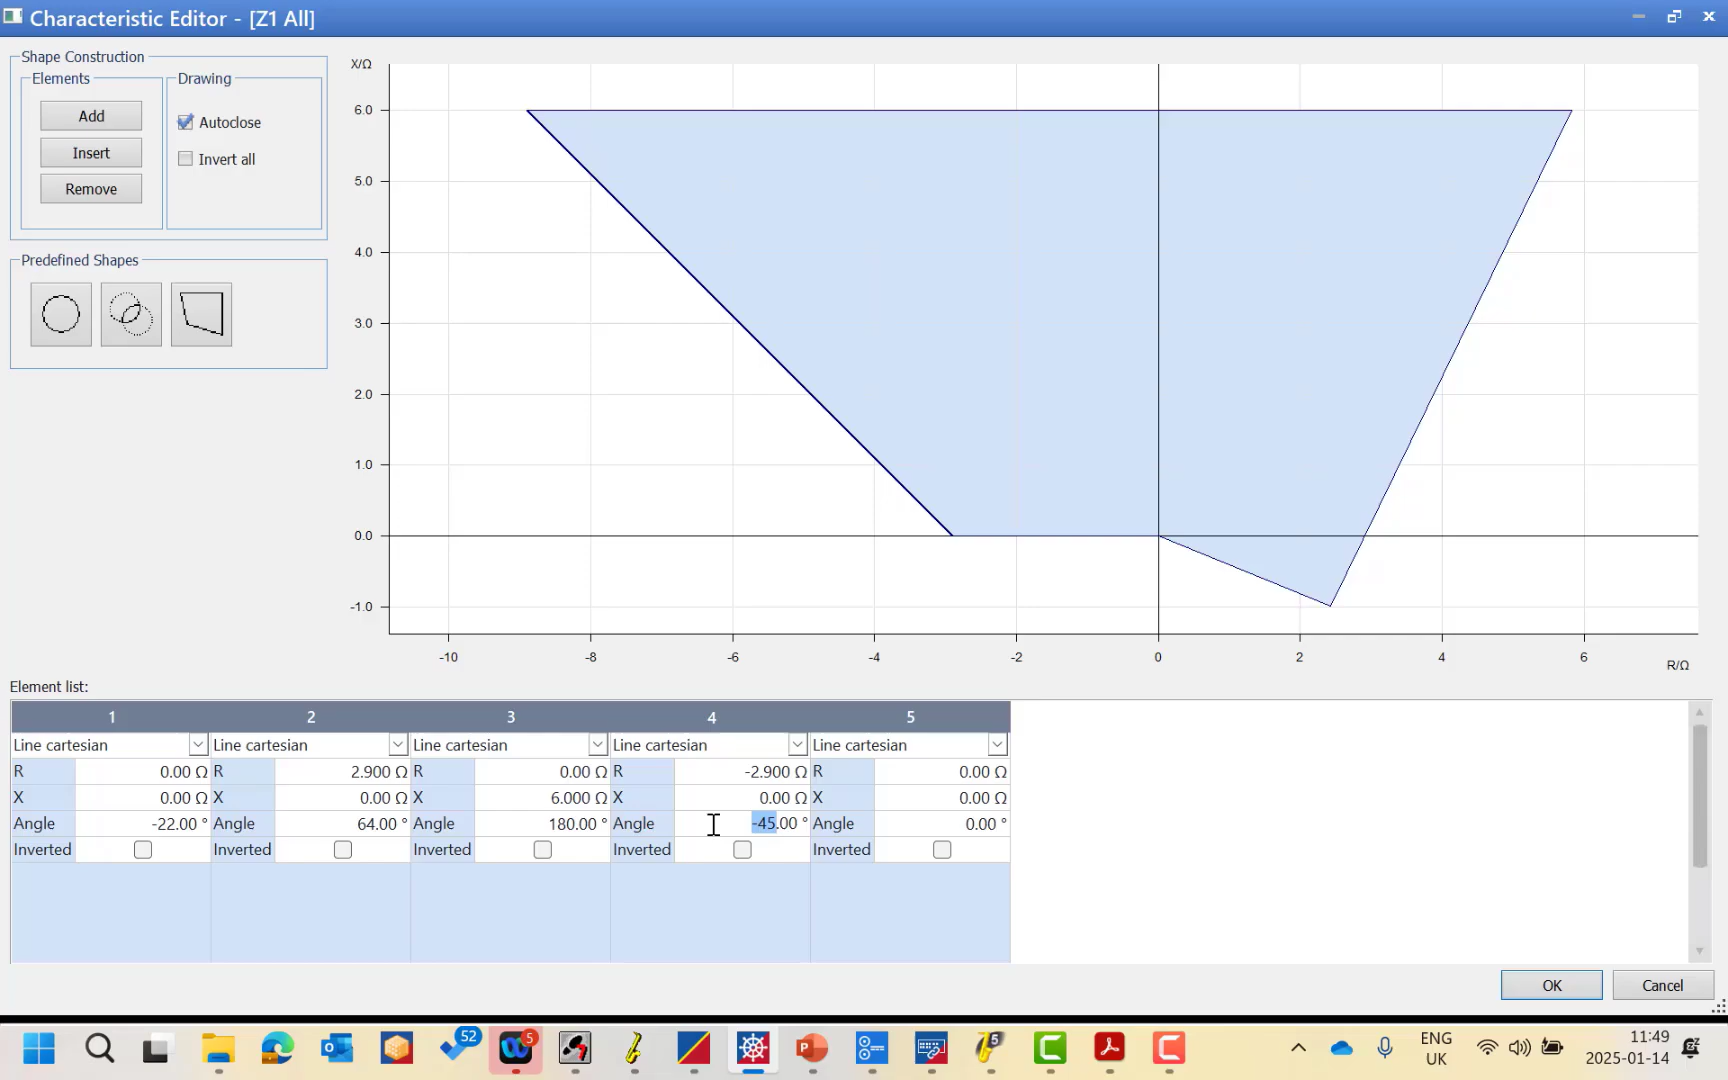 Characteristic Editor - [Z1 All]
Shape Construction
Elements
Drawing
Add
Autoclose
Insert
Invert all
Remove
Predefined Shapes
X/Ω
6.0
5.0
4.0
3.0
2.0
1.0
0.0
-1.0
-10 -8 -6 -4 -2 0 2 4 6
R/Ω
Element list:
1 2 3 4 5
Line cartesian Line cartesian Line cartesian Line cartesian Line cartesian
R 0.00 Ω R 2.900 Ω R 0.00 Ω R -2.900 Ω R 0.00 Ω
X 0.00 Ω X 0.00 Ω X 6.000 Ω X 0.00 Ω X 0.00 Ω
Angle -22.00 ° Angle 64.00 ° Angle 180.00 ° Angle -45.00 ° Angle 0.00 °
Inverted Inverted Inverted Inverted Inverted
OK Cancel
52
5
5
ENG
UK
11:49
2025-01-14